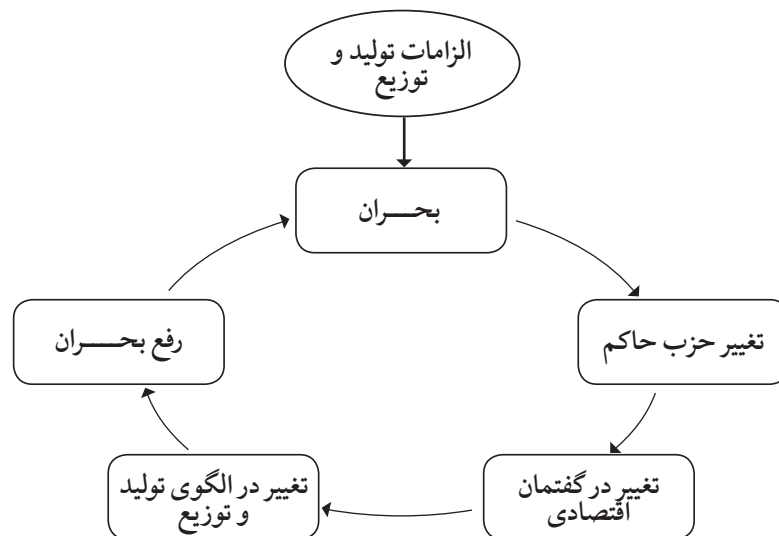 الزامات تولید و
توزیع
بحـــران
تغییر حزب حاکم
تغییر در گفتمان
اقتصادی
تغییر در الگوی تولید
و توزیع
رفع بحـــران